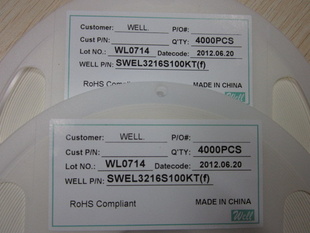 Customer: WELL. P/O#:
Cust P/N: Q'TY: 4000PCS
Lot NO.: WL0714 Datecode: 2012.06.20
WELL P/N: SWEL3216S100KT(f)
RoHS Compliant MADE IN CHINA
Well
Customer: WELL. P/O#:
Cust P/N: Q'TY: 4000PCS
Lot NO.: WL0714 Datecode: 2012.06.20
WELL P/N: SWEL3216S100KT(f)
RoHS Compliant MADE IN CHINA
Well